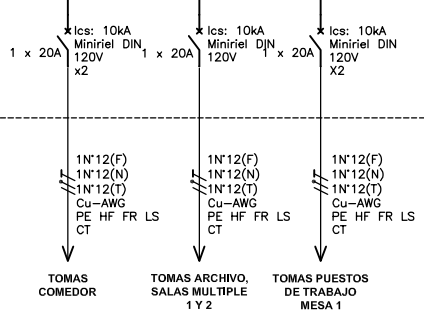 Ics: 10kA
Miniriel DIN
1 x 20A
120V
x2
Ics: 10kA
Miniriel DIN
1 x 20A
120V
Ics: 10kA
Miniriel DIN
1 x 20A
120V
X2
1N°12(F)
1N°12(N)
1N°12(T)
Cu-AWG
PE HF FR LS
CT
1N°12(F)
1N°12(N)
1N°12(T)
Cu-AWG
PE HF FR LS
CT
1N°12(F)
1N°12(N)
1N°12(T)
Cu-AWG
PE HF FR LS
CT
TOMAS
COMEDOR
TOMAS ARCHIVO,
SALAS MULTIPLE
1 Y 2
TOMAS PUESTOS
DE TRABAJO
MESA 1